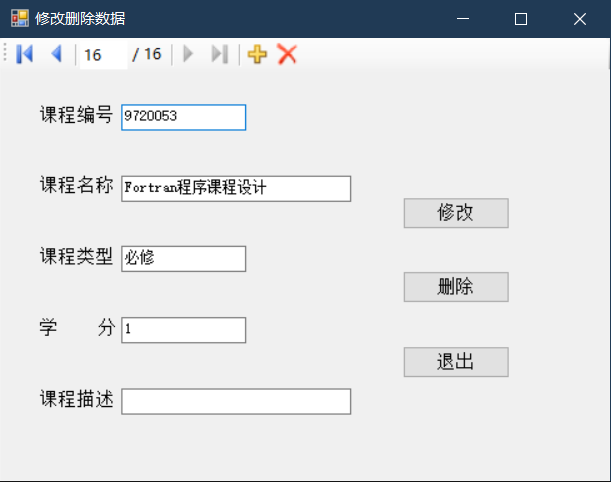 修改删除数据
16 / 16
课程编号 9720053
课程名称 Fortran程序课程设计
修改
课程类型 必修
删除
学 分 1
退出
课程描述